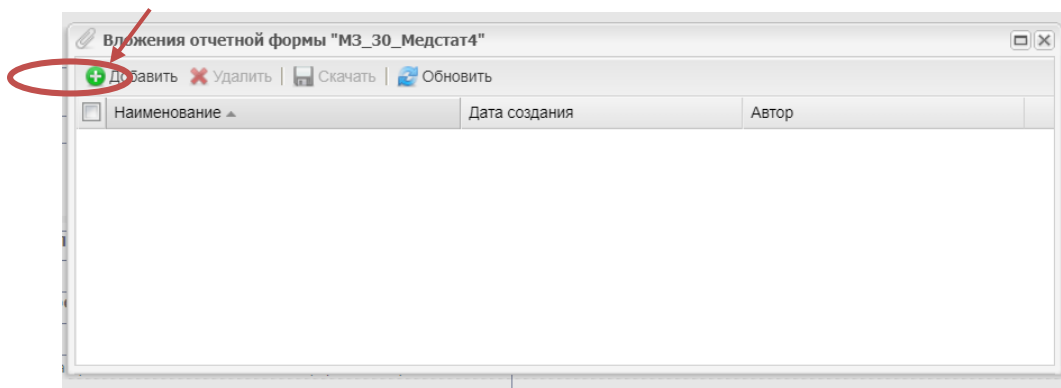 Вложения отчетной формы "МЗ_30_Медстат4"
Добавить Удалить Скачать Обновить
Наименование Дата создания Автор